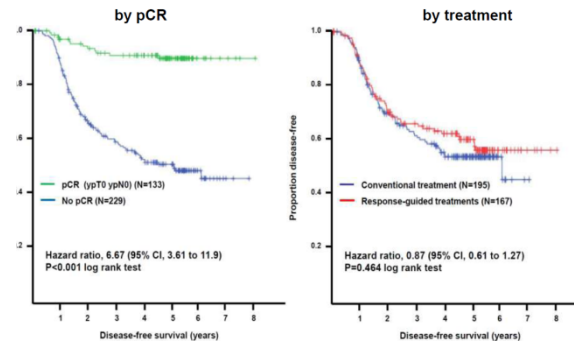 by pCR
.0
.8
.6
.4
.2
pCR (ypT0 ypN0) (N=133)
No pCR (N=229)
Hazard ratio, 6.67 (95% CI, 3.61 to 11.9)
P<0.001 log rank test
1 2 3 4 5 6 7 8
Disease-free survival (years)
by treatment
Proportion disease-free
1.0
0.8
0.6
0.4
0.2
Conventional treatment (N=195)
Response-guided treatments (N=167)
Hazard ratio, 0.87 (95% CI, 0.61 to 1.27)
P=0.464 log rank test
1 2 3 4 5 6 7 8
Disease-free survival (years)